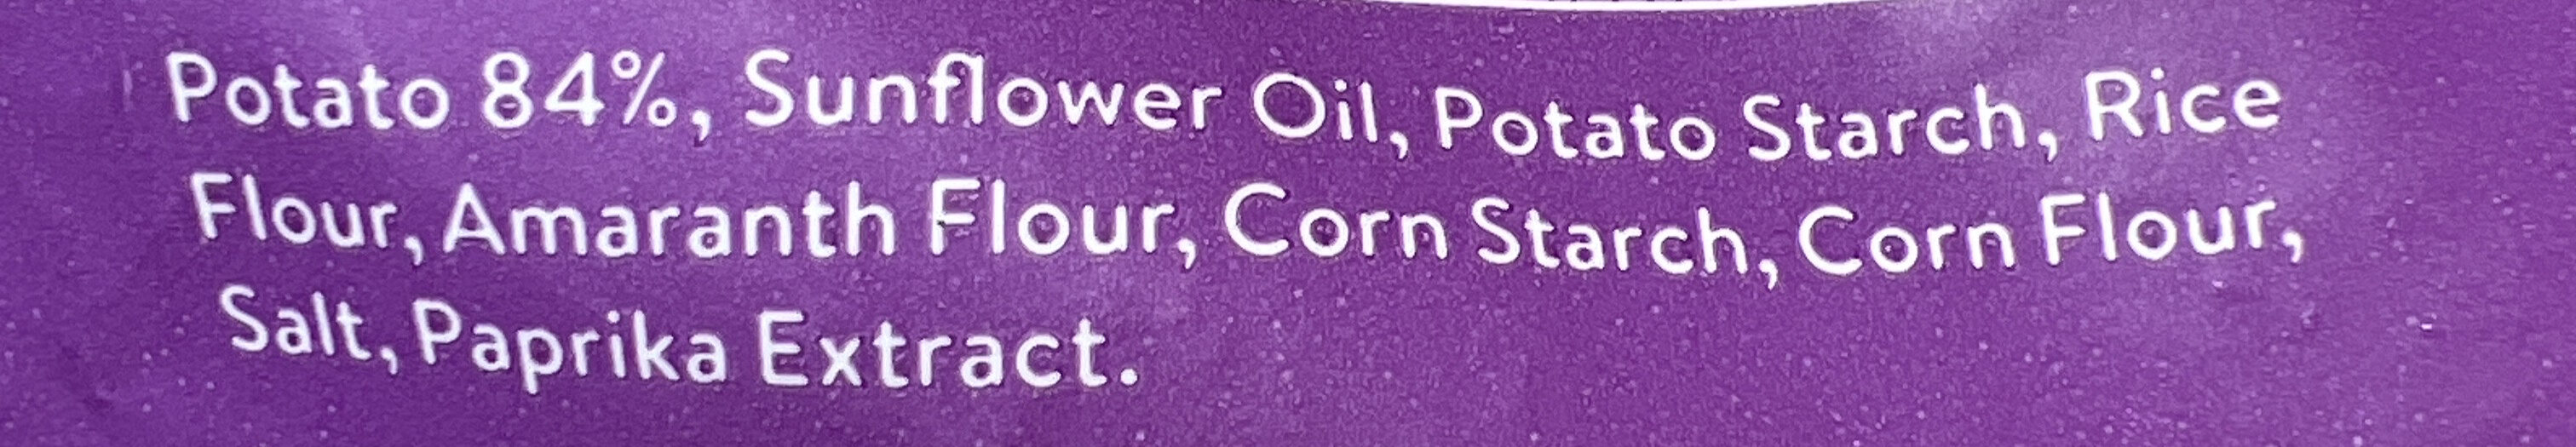 Potato 84%, Sunflower Oil, Potato Starch, Rice
Flour, Amaranth Flour, Corn Starch, Corn Flour,
Salt, Paprika Extract.